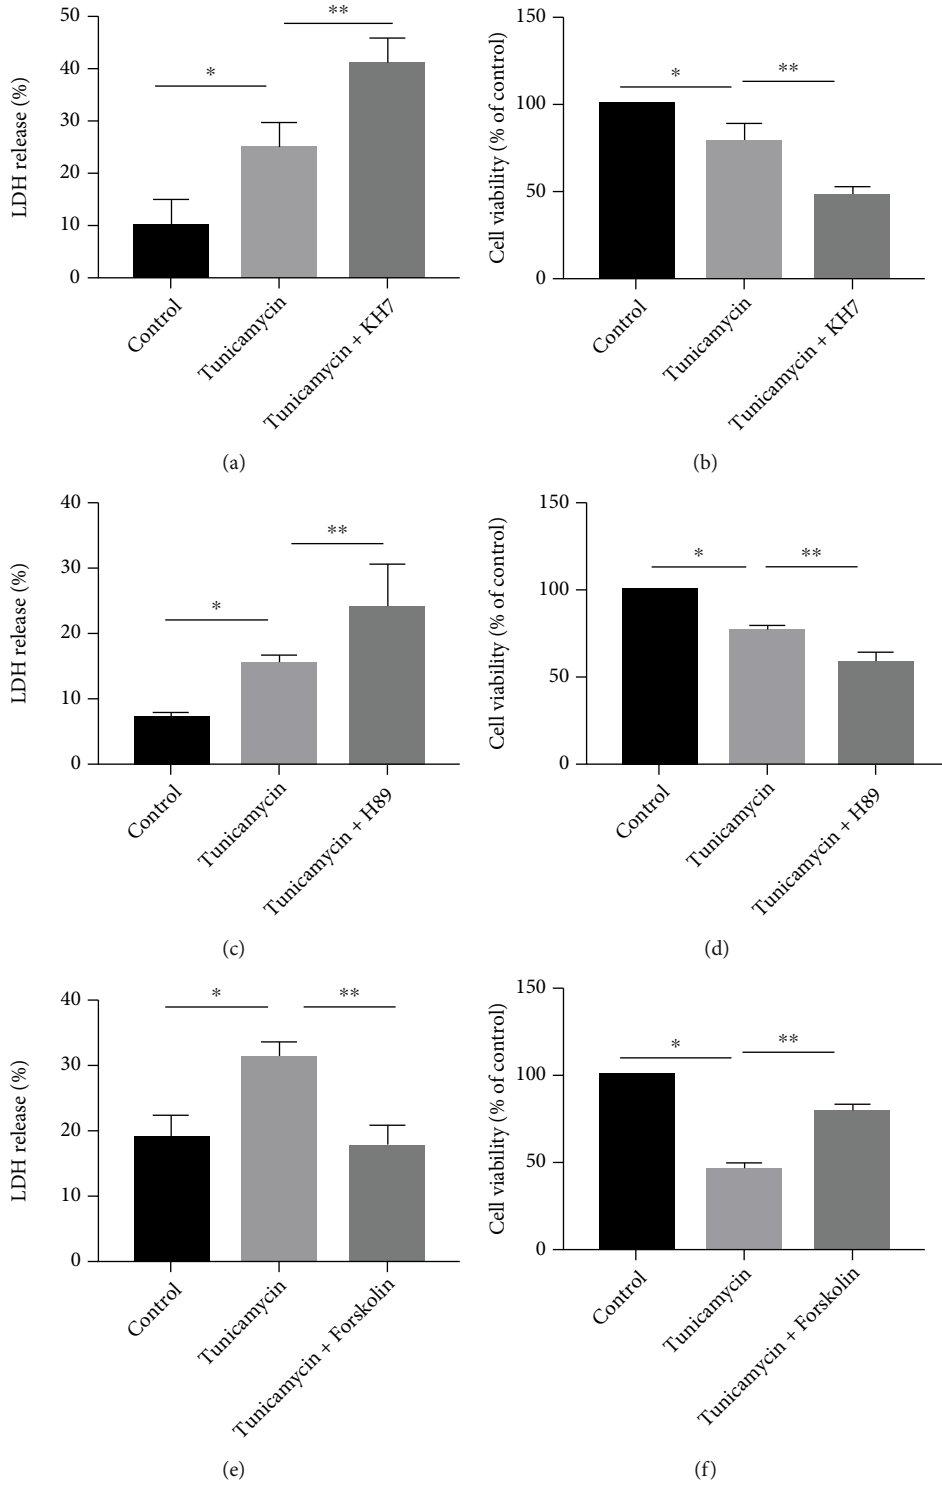 LDH release (%)
50
40
30
20
10
0
*
**
Control
Tunicamycin
Tunicamycin + KH7
(a)
Cell viability (% of control)
150
100
50
0
*
**
Control
Tunicamycin
Tunicamycin + KH7
(b)
LDH release (%)
40
30
20
10
0
*
**
Control
Tunicamycin
Tunicamycin + H89
(c)
Cell viability (% of control)
150
100
50
0
*
**
Control
Tunicamycin
Tunicamycin + H89
(d)
LDH release (%)
40
30
20
10
0
*
**
Control
Tunicamycin
Tunicamycin + Forskolin
(e)
Cell viability (% of control)
150
100
50
0
*
**
Control
Tunicamycin
Tunicamycin + Forskolin
(f)